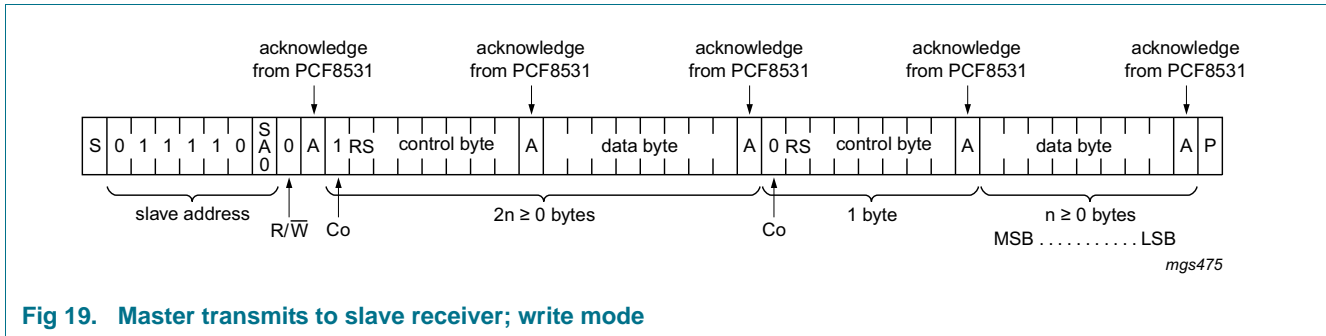 acknowledge acknowledge acknowledge acknowledge acknowledge
from PCF8531 from PCF8531 from PCF8531 from PCF8531 from PCF8531
S 0 1 1 1 1 0 SA0 0 A 1 RS control byte A data byte A 0 RS control byte A data byte A P
slave address 2n ≥ 0 bytes 1 byte n ≥ 0 bytes
R/W̅ Co Co MSB . . . . . . . . . . . LSB
mgs475
Fig 19. Master transmits to slave receiver; write mode